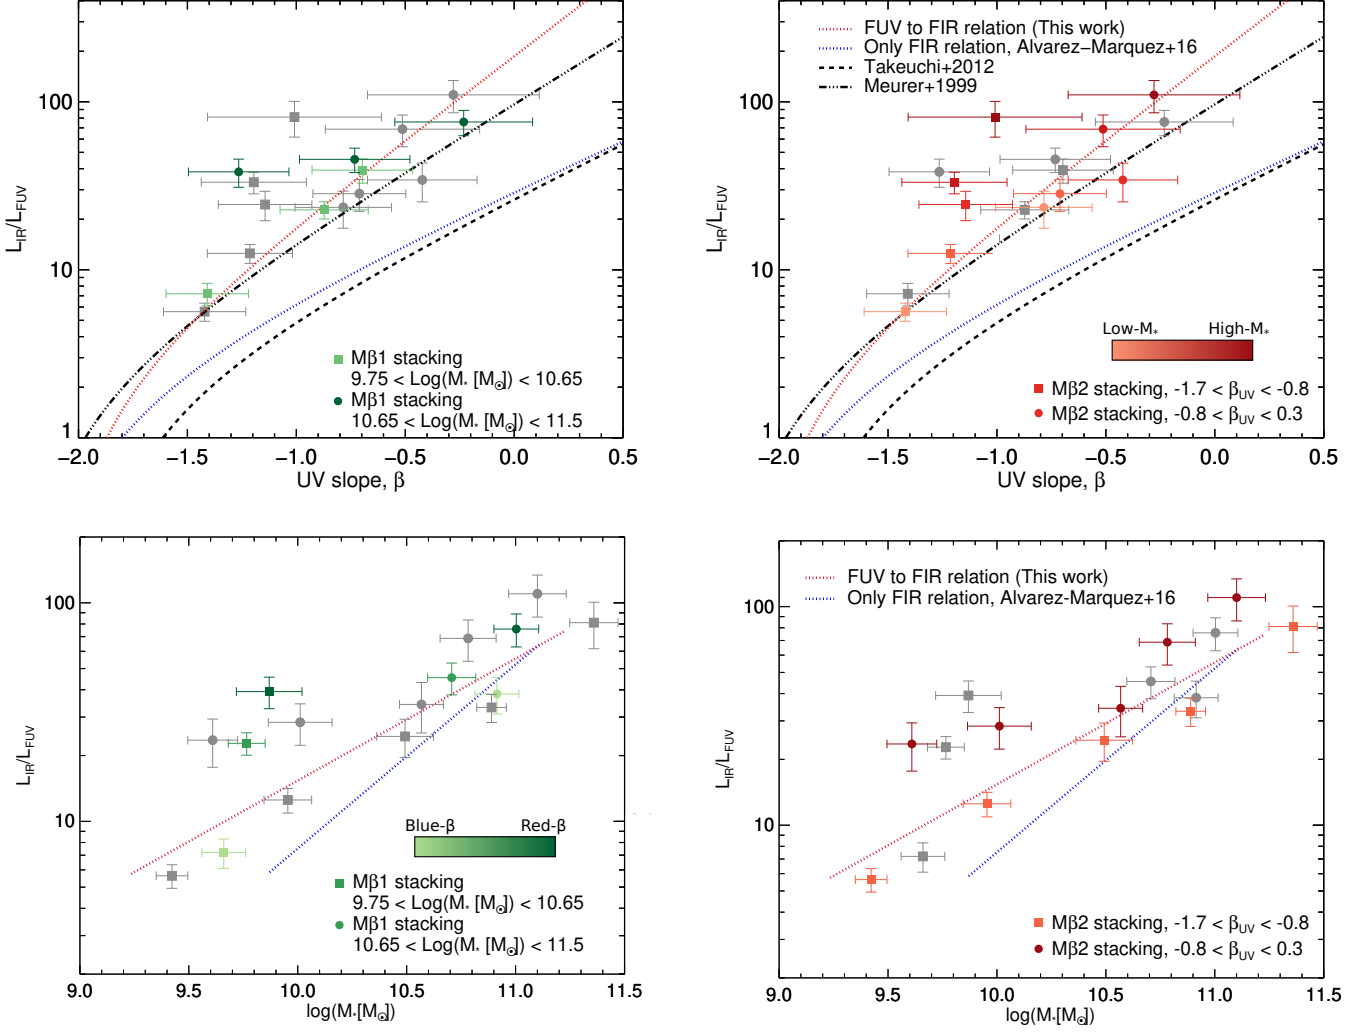 L_IR/L_FUV
100
10
1
−2.0 −1.5 −1.0 −0.5 0.0 0.5
UV slope, β
Mβ1 stacking
9.75 < Log(M* [M⊙]) < 10.65
Mβ1 stacking
10.65 < Log(M* [M⊙]) < 11.5
FUV to FIR relation (This work)
Only FIR relation, Alvarez−Marquez+16
Takeuchi+2012
Meurer+1999
L_IR/L_FUV
100
10
1
Low-M* High-M*
Mβ2 stacking, -1.7 < β_UV < -0.8
Mβ2 stacking, -0.8 < β_UV < 0.3
−2.0 −1.5 −1.0 −0.5 0.0 0.5
UV slope, β
L_IR/L_FUV
100
10
Blue-β Red-β
Mβ1 stacking
9.75 < Log(M* [M⊙]) < 10.65
Mβ1 stacking
10.65 < Log(M* [M⊙]) < 11.5
9.0 9.5 10.0 10.5 11.0 11.5
log(M*[M⊙])
FUV to FIR relation (This work)
Only FIR relation, Alvarez-Marquez+16
L_IR/L_FUV
100
10
Mβ2 stacking, -1.7 < β_UV < -0.8
Mβ2 stacking, -0.8 < β_UV < 0.3
9.0 9.5 10.0 10.5 11.0 11.5
log(M*[M⊙])